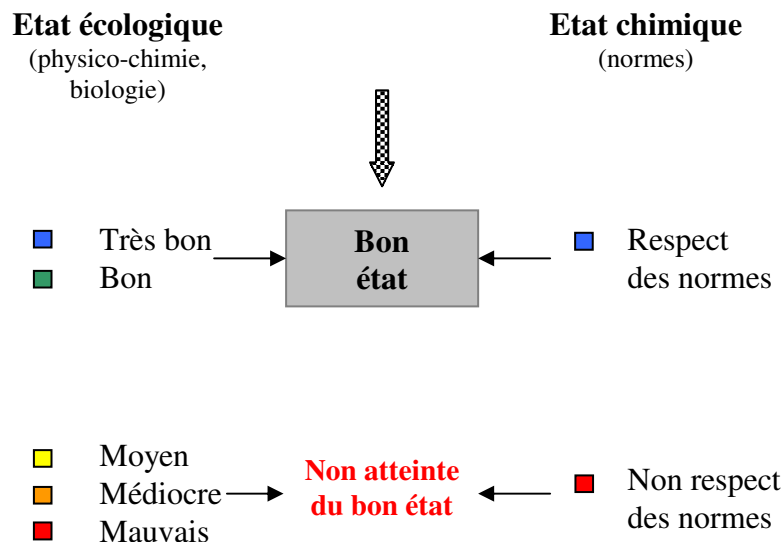 Etat écologique
(physico-chimie,
biologie)
Etat chimique
(normes)
Très bon
Bon
Bon
état
Respect
des normes
Moyen
Médiocre
Mauvais
Non atteinte
du bon état
Non respect
des normes